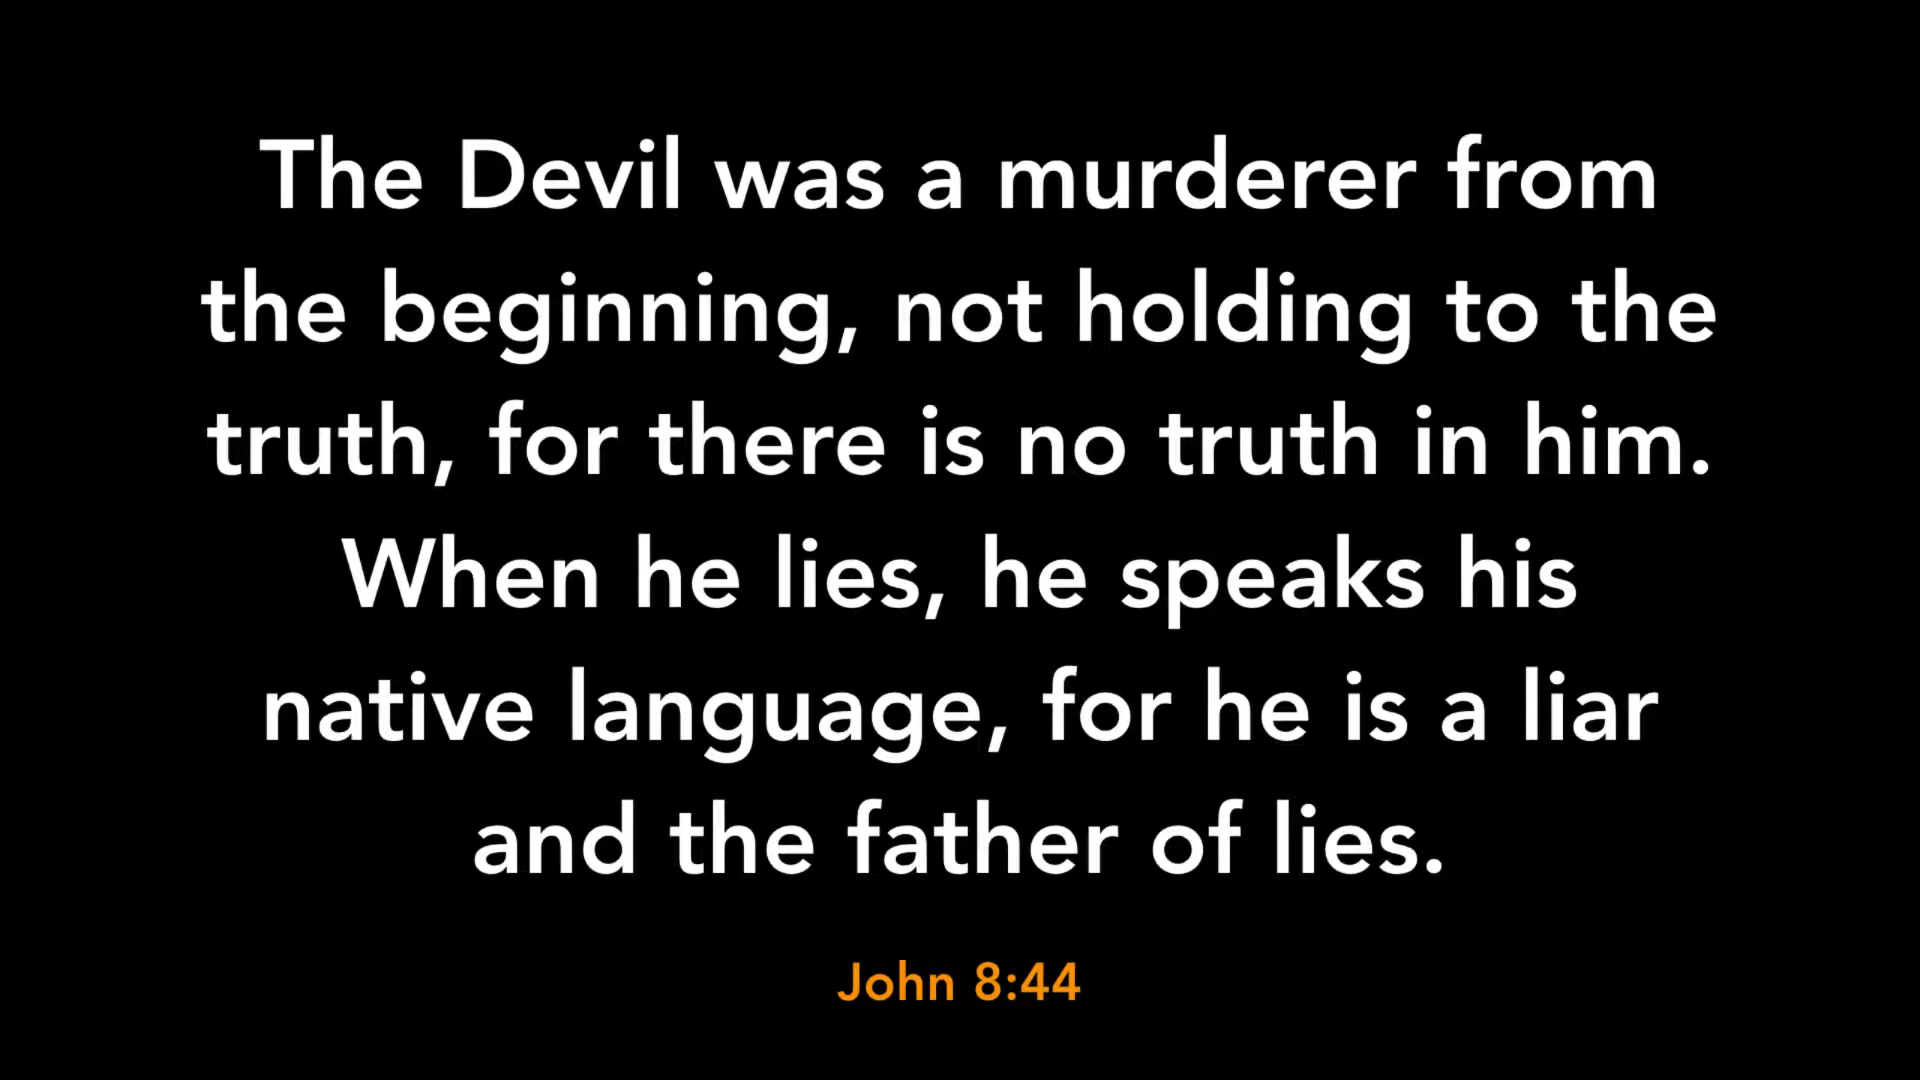 The Devil was a murderer from
the beginning, not holding to the
truth, for there is no truth in him.
When he lies, he speaks his
native language, for he is a liar
and the father of lies.
John 8:44